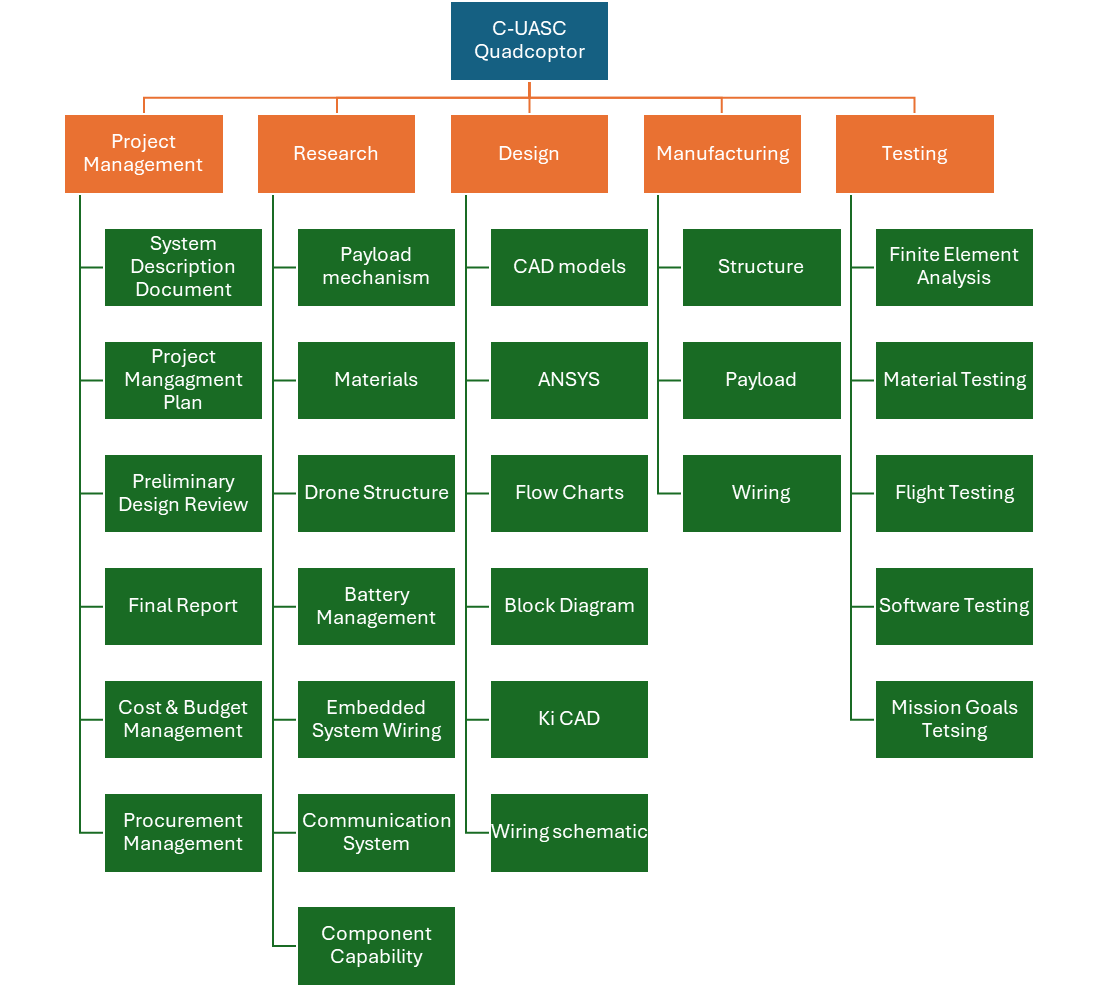 C-UASC
Quadcoptor
Project
Management
Research
Design
Manufacturing
Testing
System
Description
Document
Project
Mangagment
Plan
Preliminary
Design Review
Final Report
Cost & Budget
Management
Procurement
Management
Payload
mechanism
Materials
Drone Structure
Battery
Management
Embedded
System Wiring
Communication
System
Component
Capability
CAD models
ANSYS
Flow Charts
Block Diagram
Ki CAD
Wiring schematic
Structure
Payload
Wiring
Finite Element
Analysis
Material Testing
Flight Testing
Software Testing
Mission Goals
Tetsing